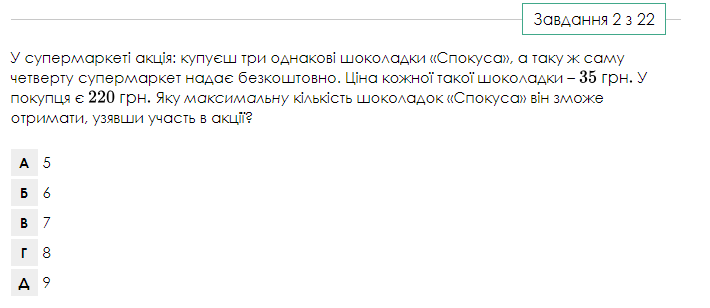 Завдання 2 з 22
У супермаркеті акція: купуєш три однакові шоколадки «Спокуса», а таку ж саму
четверту супермаркет надає безкоштовно. Ціна кожної такої шоколадки – 35 грн. У
покупця є 220 грн. Яку максимальну кількість шоколадок «Спокуса» він зможе
отримати, узявши участь в акції?
А 5
Б 6
В 7
Г 8
Д 9